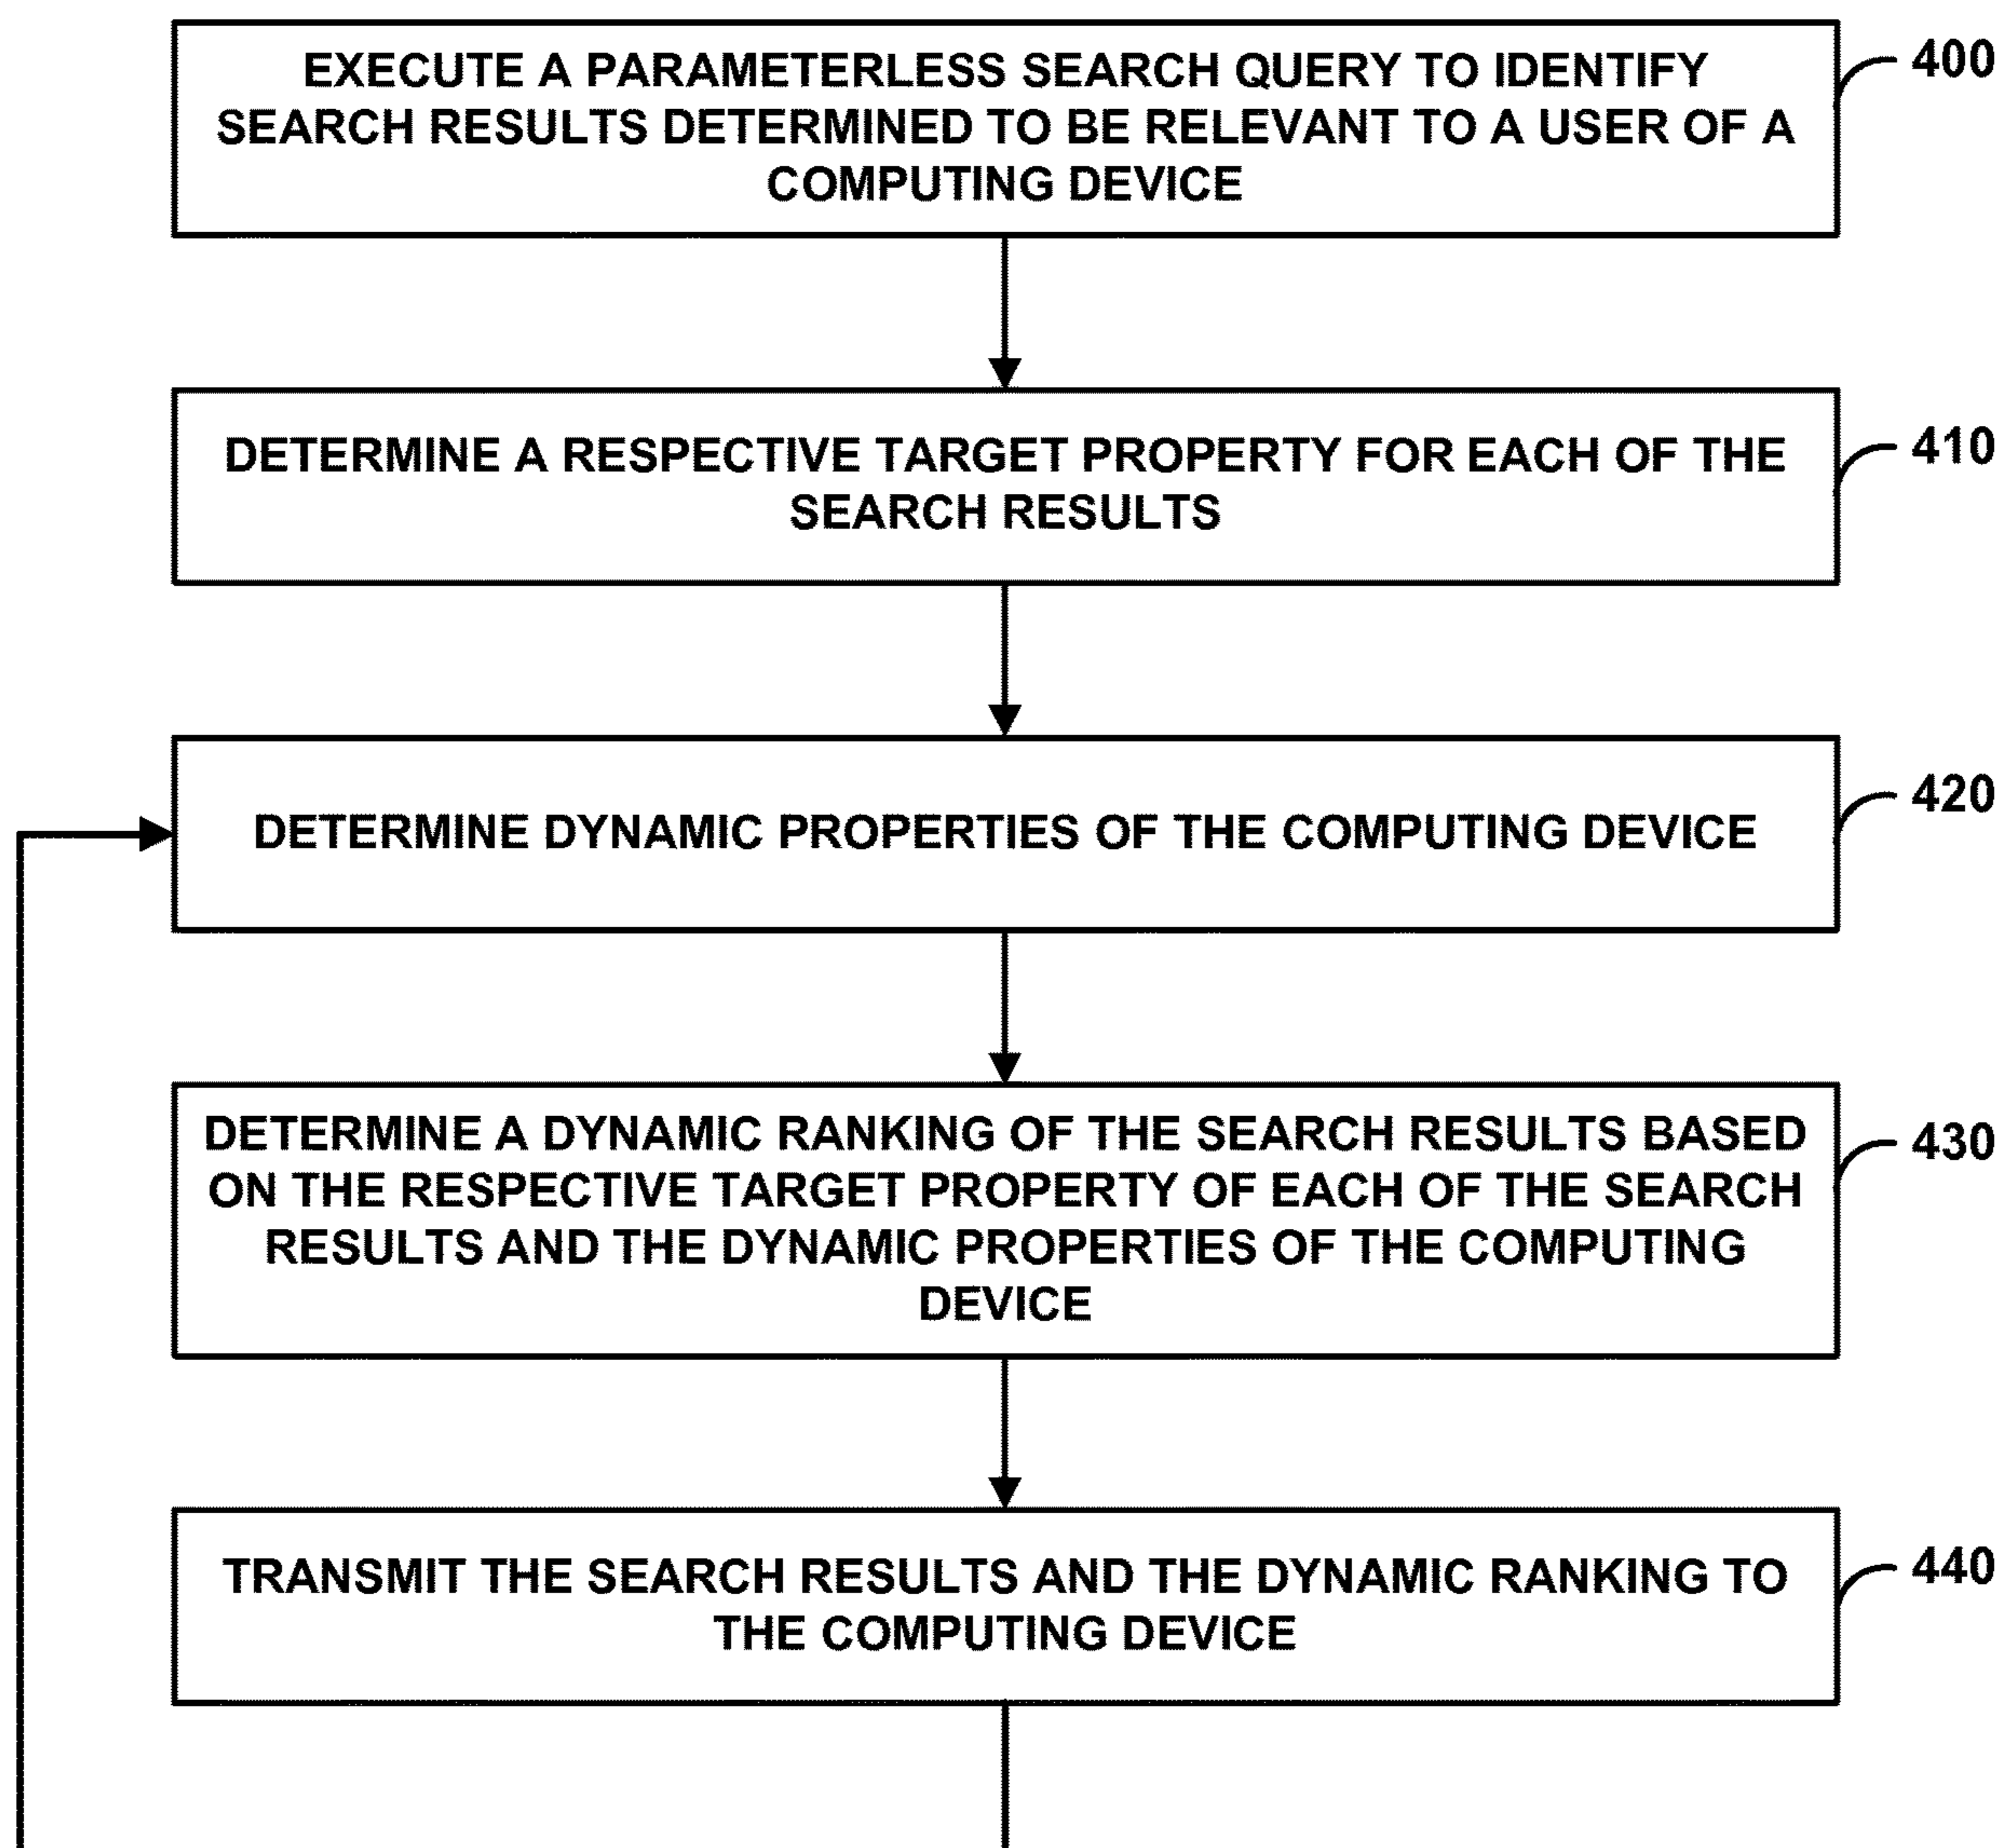 EXECUTE A PARAMETERLESS SEARCH QUERY TO IDENTIFY
SEARCH RESULTS DETERMINED TO BE RELEVANT TO A USER OF A
COMPUTING DEVICE
400
DETERMINE A RESPECTIVE TARGET PROPERTY FOR EACH OF THE
SEARCH RESULTS
410
DETERMINE DYNAMIC PROPERTIES OF THE COMPUTING DEVICE
420
DETERMINE A DYNAMIC RANKING OF THE SEARCH RESULTS BASED
ON THE RESPECTIVE TARGET PROPERTY OF EACH OF THE SEARCH
RESULTS AND THE DYNAMIC PROPERTIES OF THE COMPUTING
DEVICE
430
TRANSMIT THE SEARCH RESULTS AND THE DYNAMIC RANKING TO
THE COMPUTING DEVICE
440